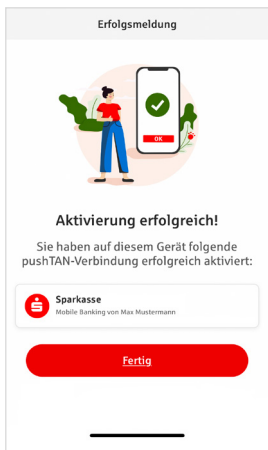 Erfolgsmeldung
OK
Aktivierung erfolgreich!
Sie haben auf diesem Gerät folgende
pushTAN-Verbindung erfolgreich aktiviert:
Sparkasse
Mobile Banking von Max Mustermann
Fertig